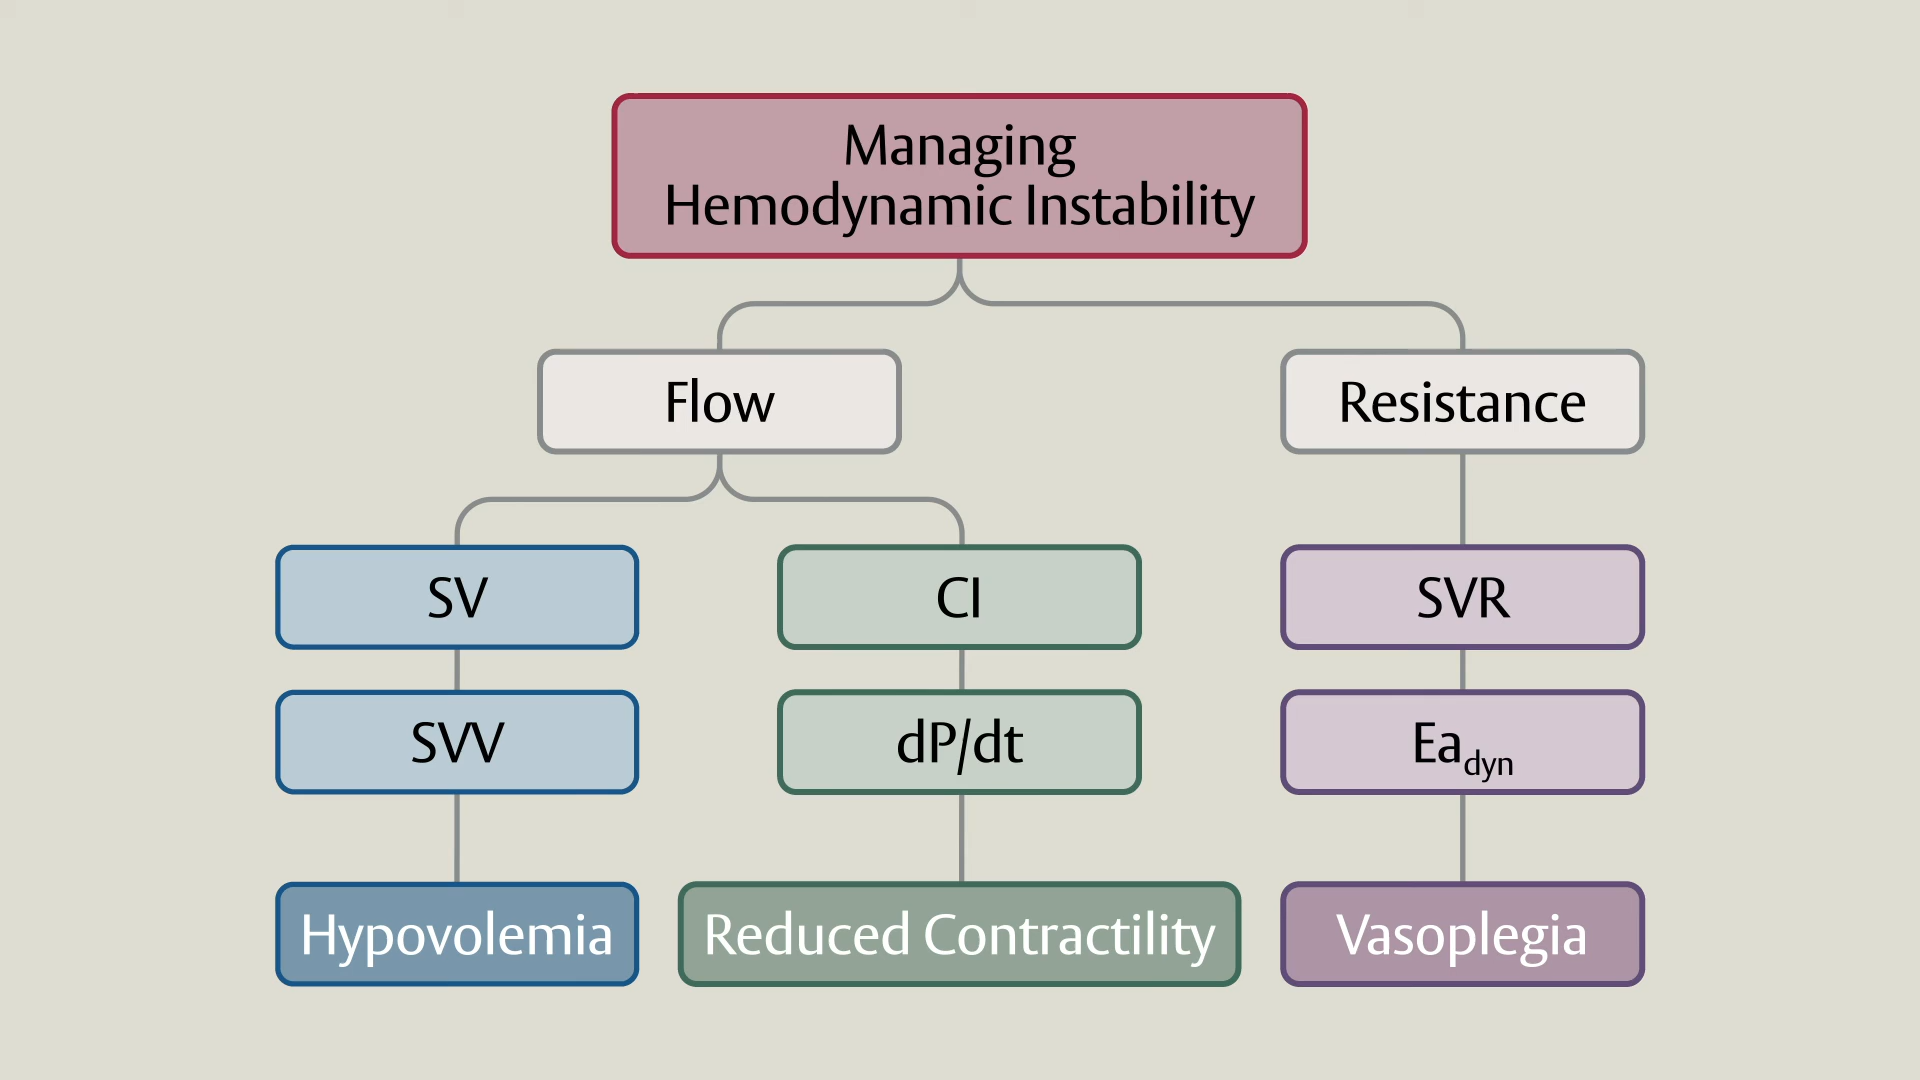 Managing
Hemodynamic Instability
Flow
Resistance
SV
CI
SVR
SVV
dP/dt
Eadyn
Hypovolemia
Reduced Contractility
Vasoplegia